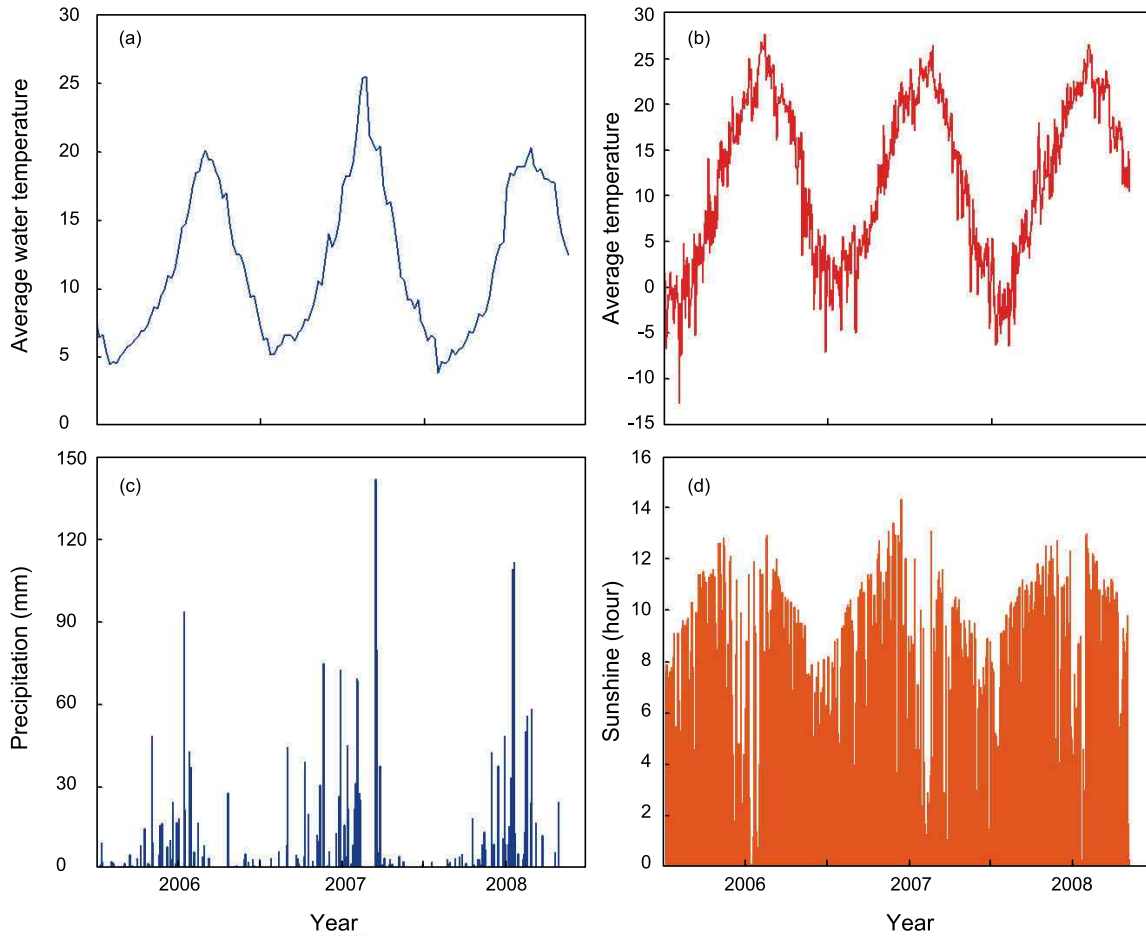 (a)
Average water temperature
30
25
20
15
10
5
0
(b)
Average temperature
30
25
20
15
10
5
0
-5
-10
-15
(c)
Precipitation (mm)
150
120
90
60
30
0
2006 2007 2008
Year
(d)
Sunshine (hour)
16
14
12
10
8
6
4
2
0
2006 2007 2008
Year